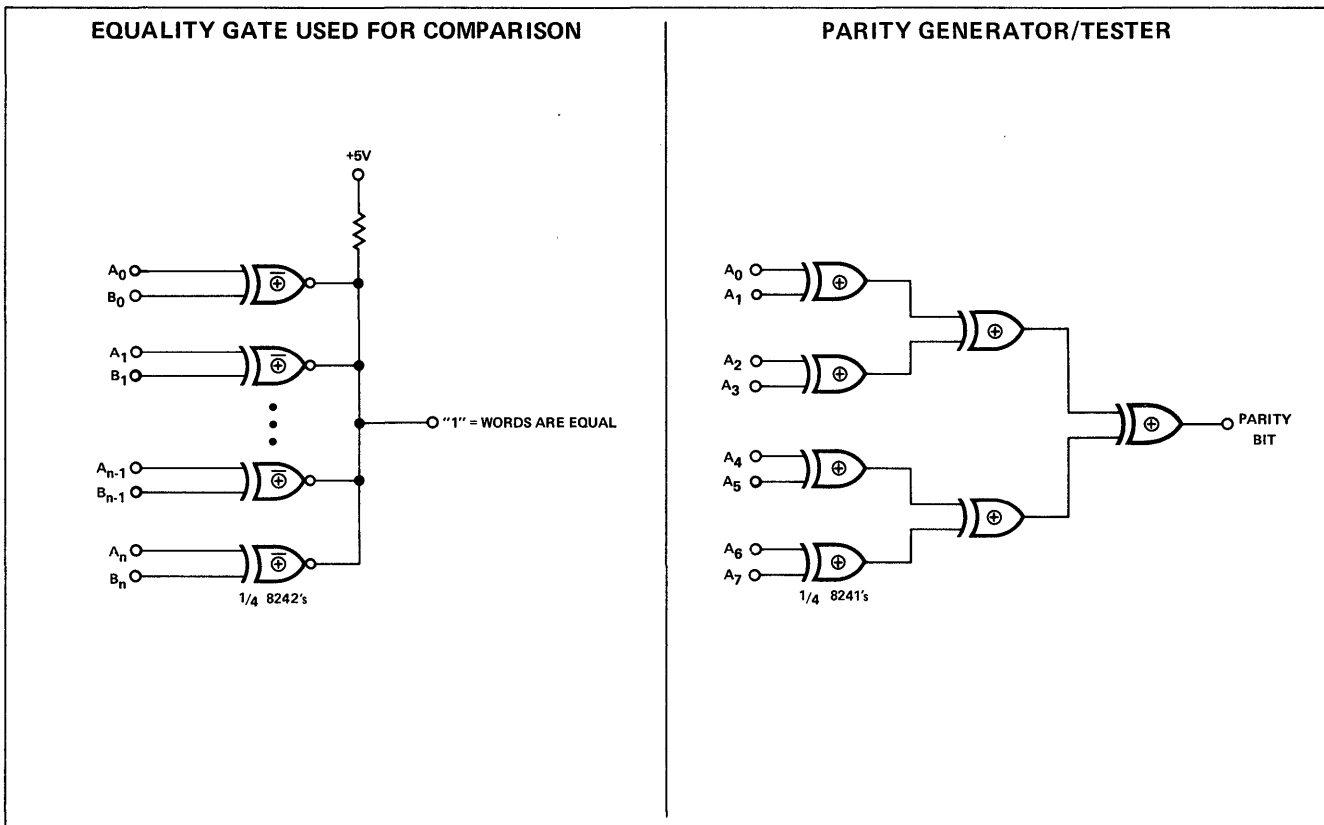 EQUALITY GATE USED FOR COMPARISON
+5V
A0
B0
A1
B1
An-1
Bn-1
An
Bn
"1" = WORDS ARE EQUAL
1/4 8242's
PARITY GENERATOR/TESTER
A0
A1
A2
A3
A4
A5
A6
A7
PARITY
BIT
1/4 8241's